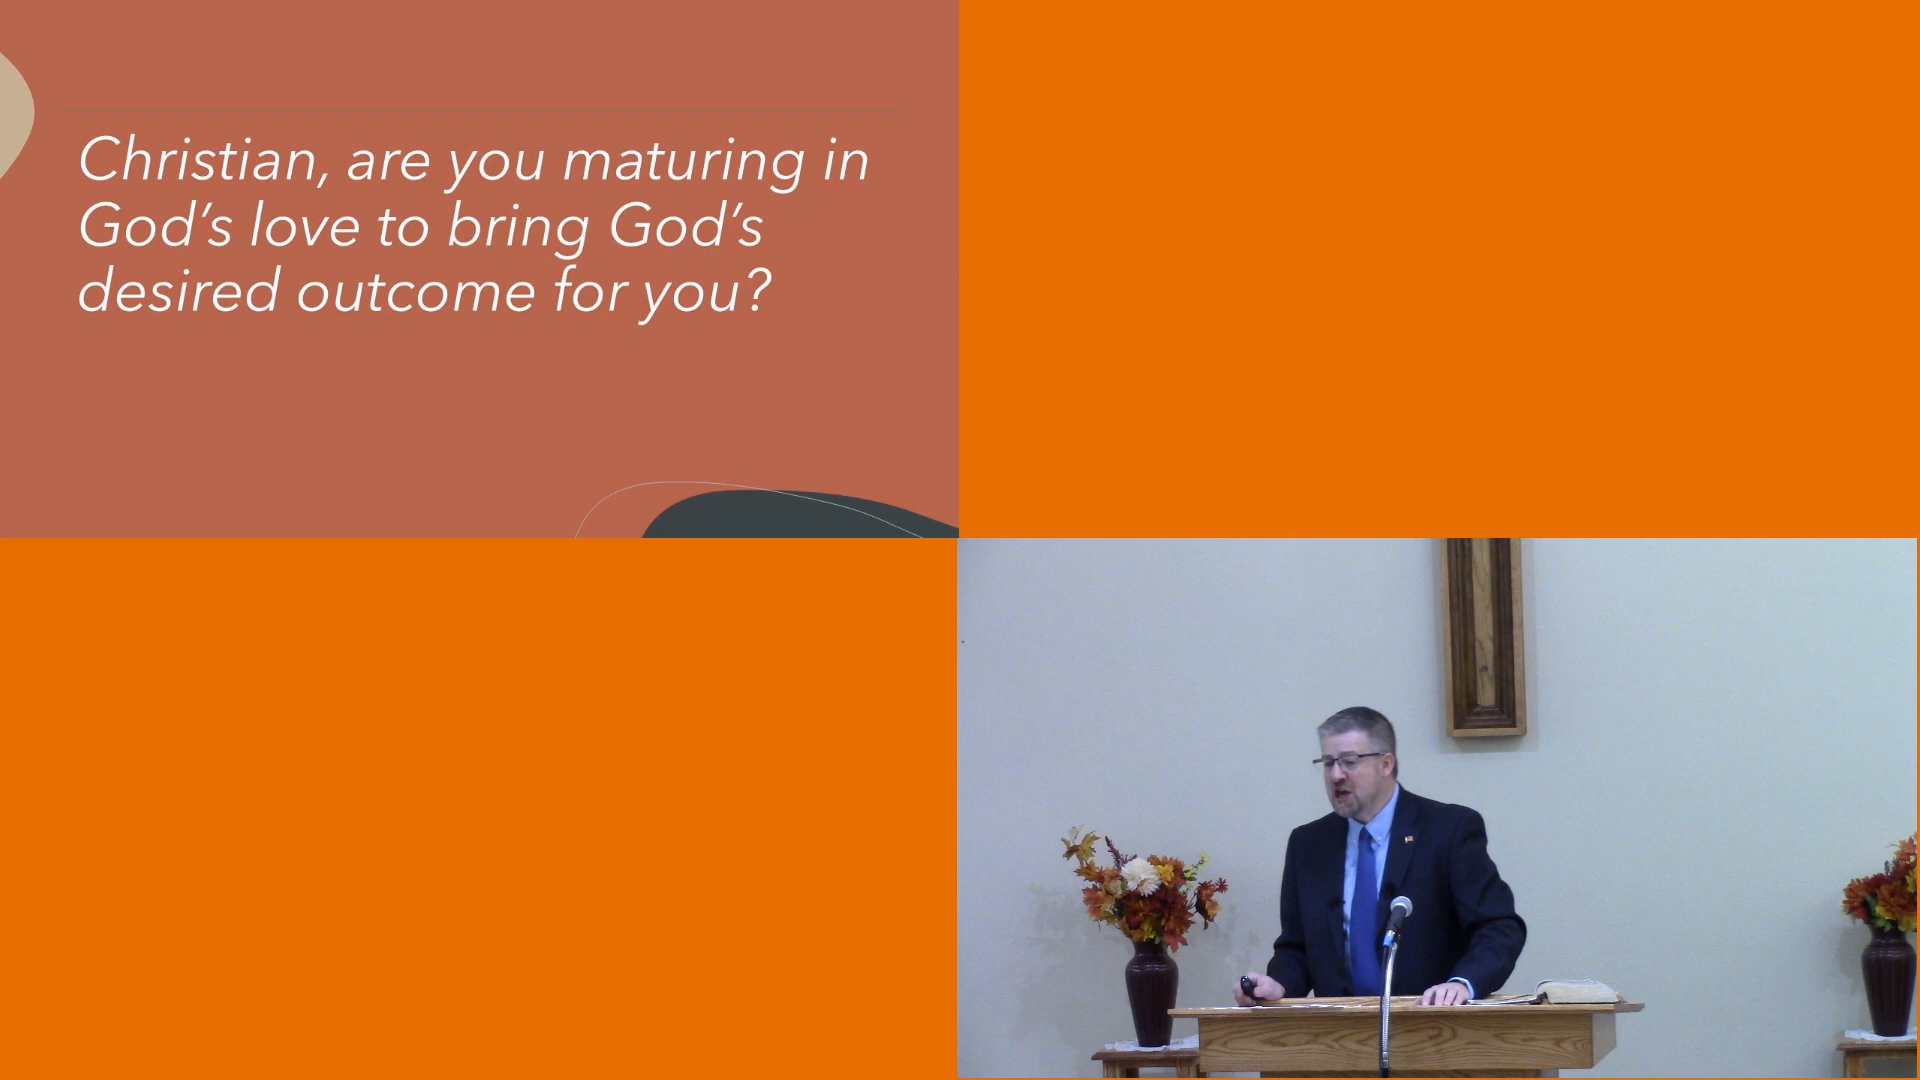 Christian, are you maturing in
God’s love to bring God’s
desired outcome for you?